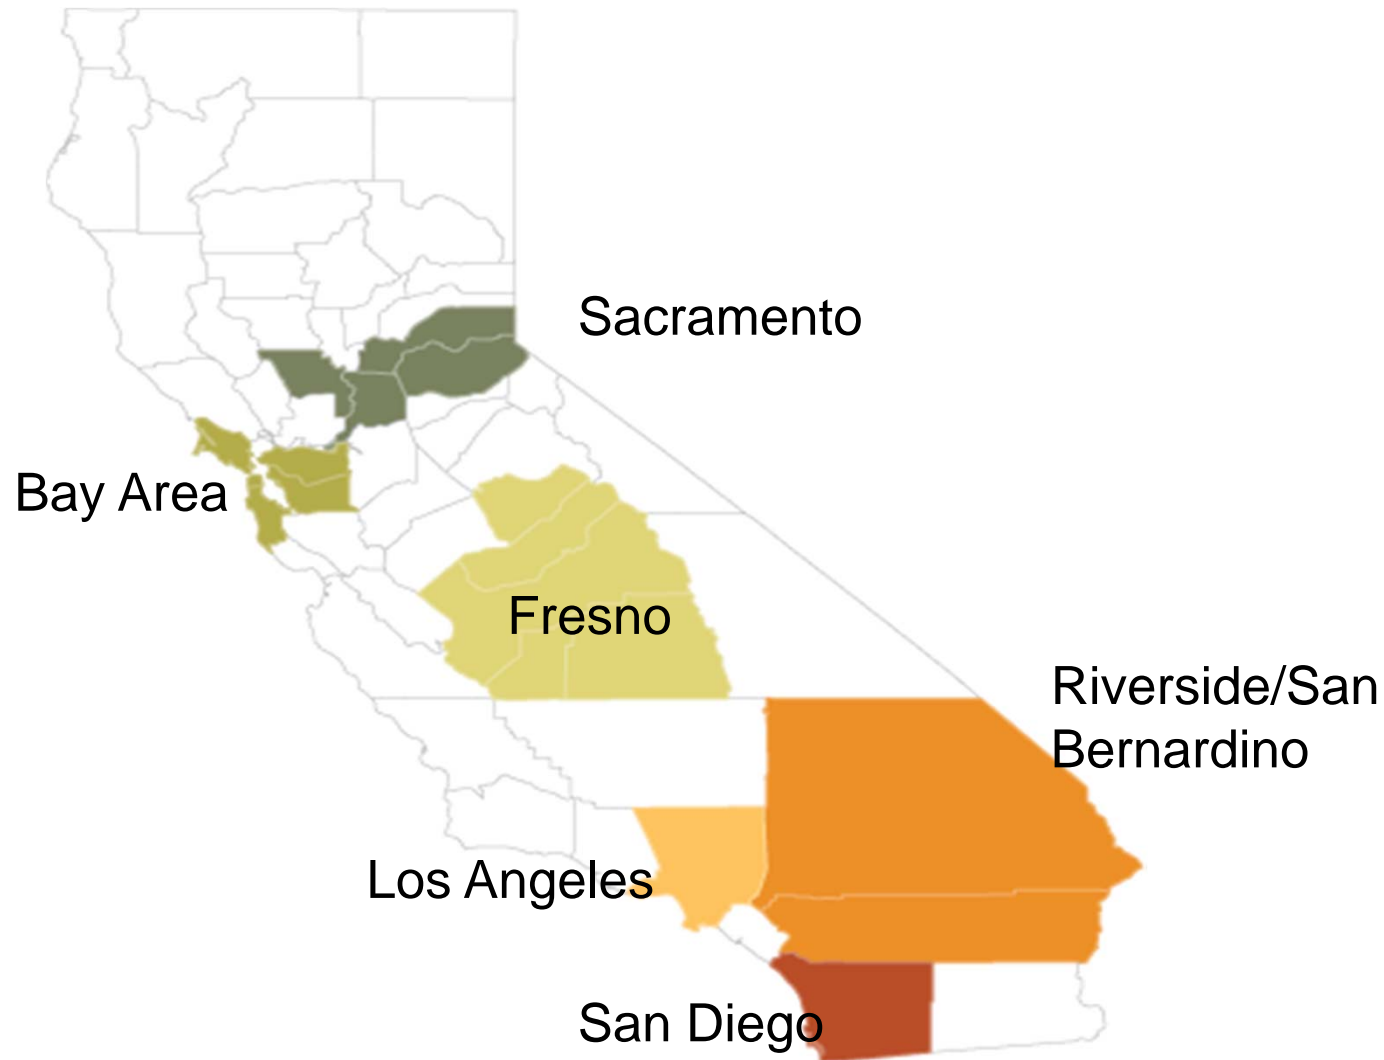 Sacramento
Bay Area
Fresno
Riverside/San
Bernardino
Los Angeles
San Diego